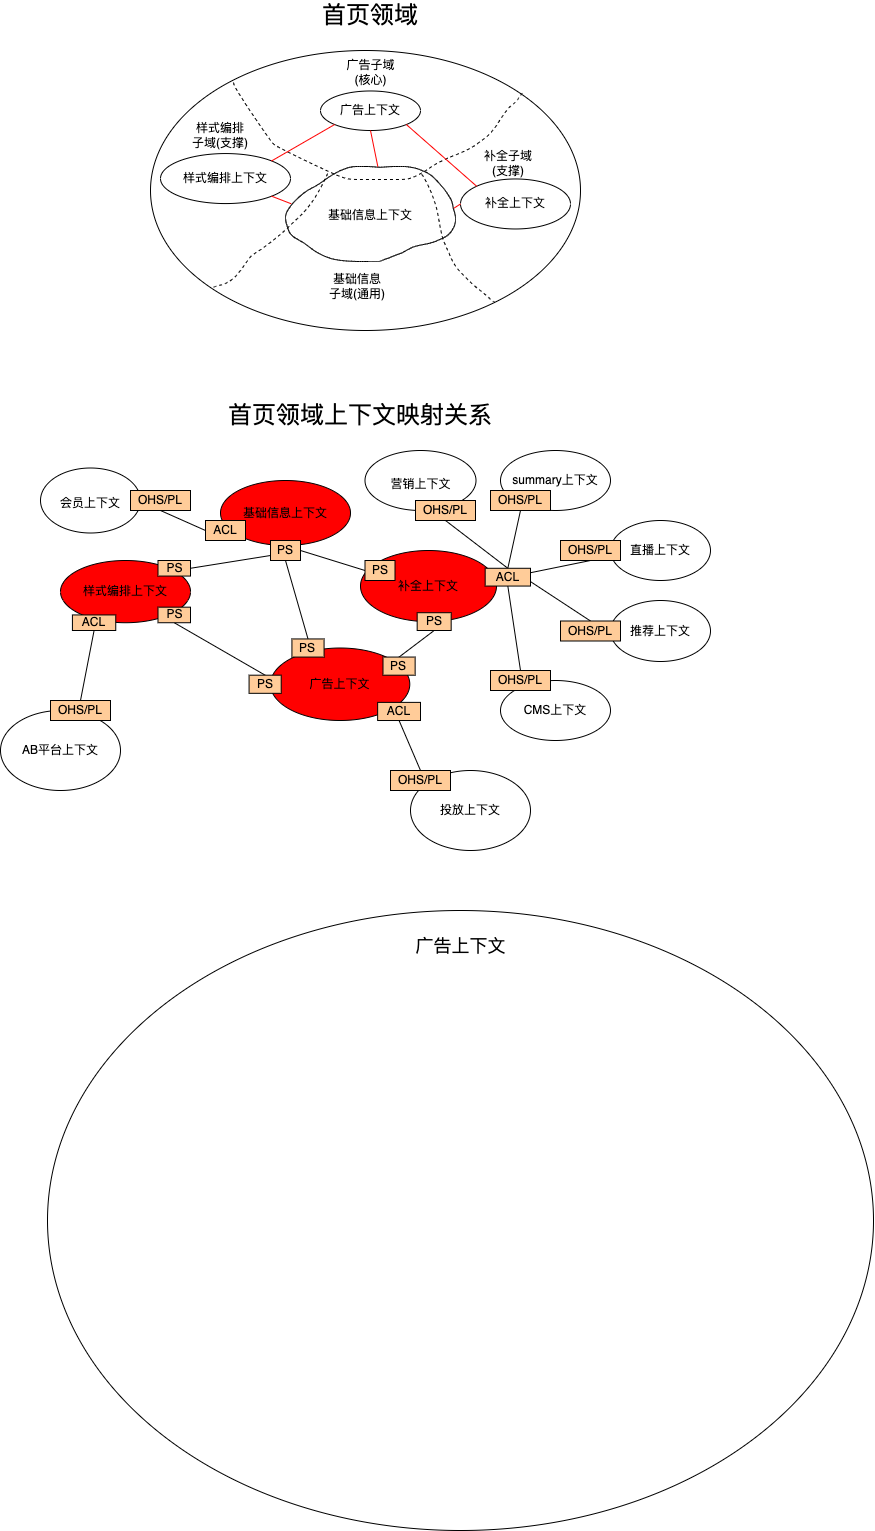 首页领域
广告子域
(核心)
广告上下文
样式编排
子域(支撑)
补全子域
(支撑)
样式编排上下文
补全上下文
基础信息上下文
基础信息
子域(通用)
首页领域上下文映射关系
会员上下文
OHS/PL
ACL
基础信息上下文
PS
营销上下文
OHS/PL
summary上下文
OHS/PL
OHS/PL
直播上下文
PS
样式编排上下文
PS
ACL
PS
补全上下文
ACL
PS
OHS/PL
推荐上下文
PS
PS
广告上下文
PS
ACL
OHS/PL
CMS上下文
OHS/PL
AB平台上下文
OHS/PL
投放上下文
广告上下文